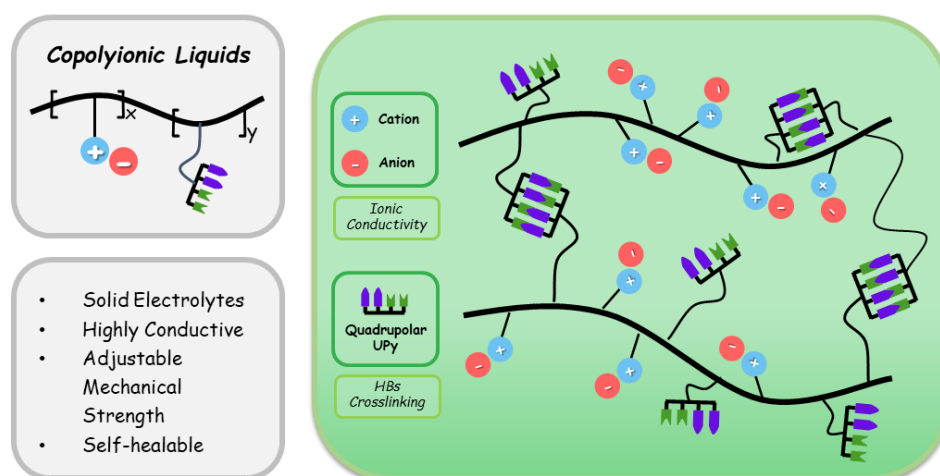 Copolyionic Liquids
x
y
• Solid Electrolytes
• Highly Conductive
• Adjustable
Mechanical
Strength
• Self-healable
+ Cation
- Anion
Ionic
Conductivity
Quadrupolar
UPy
HBs
Crosslinking